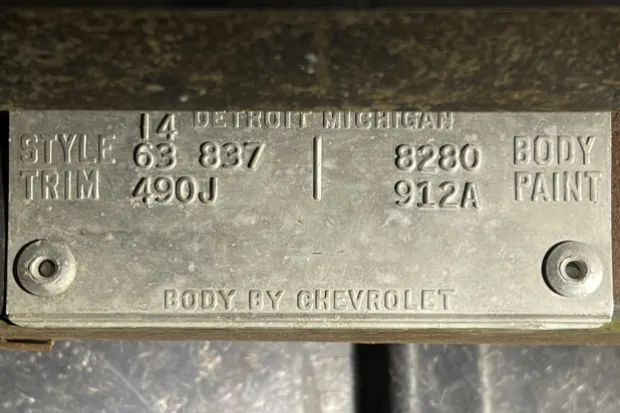 14 DETROIT MICHIGAN
STYLE 63 837 | 8280 BODY
TRIM 490J 912A PAINT
BODY BY CHEVROLET